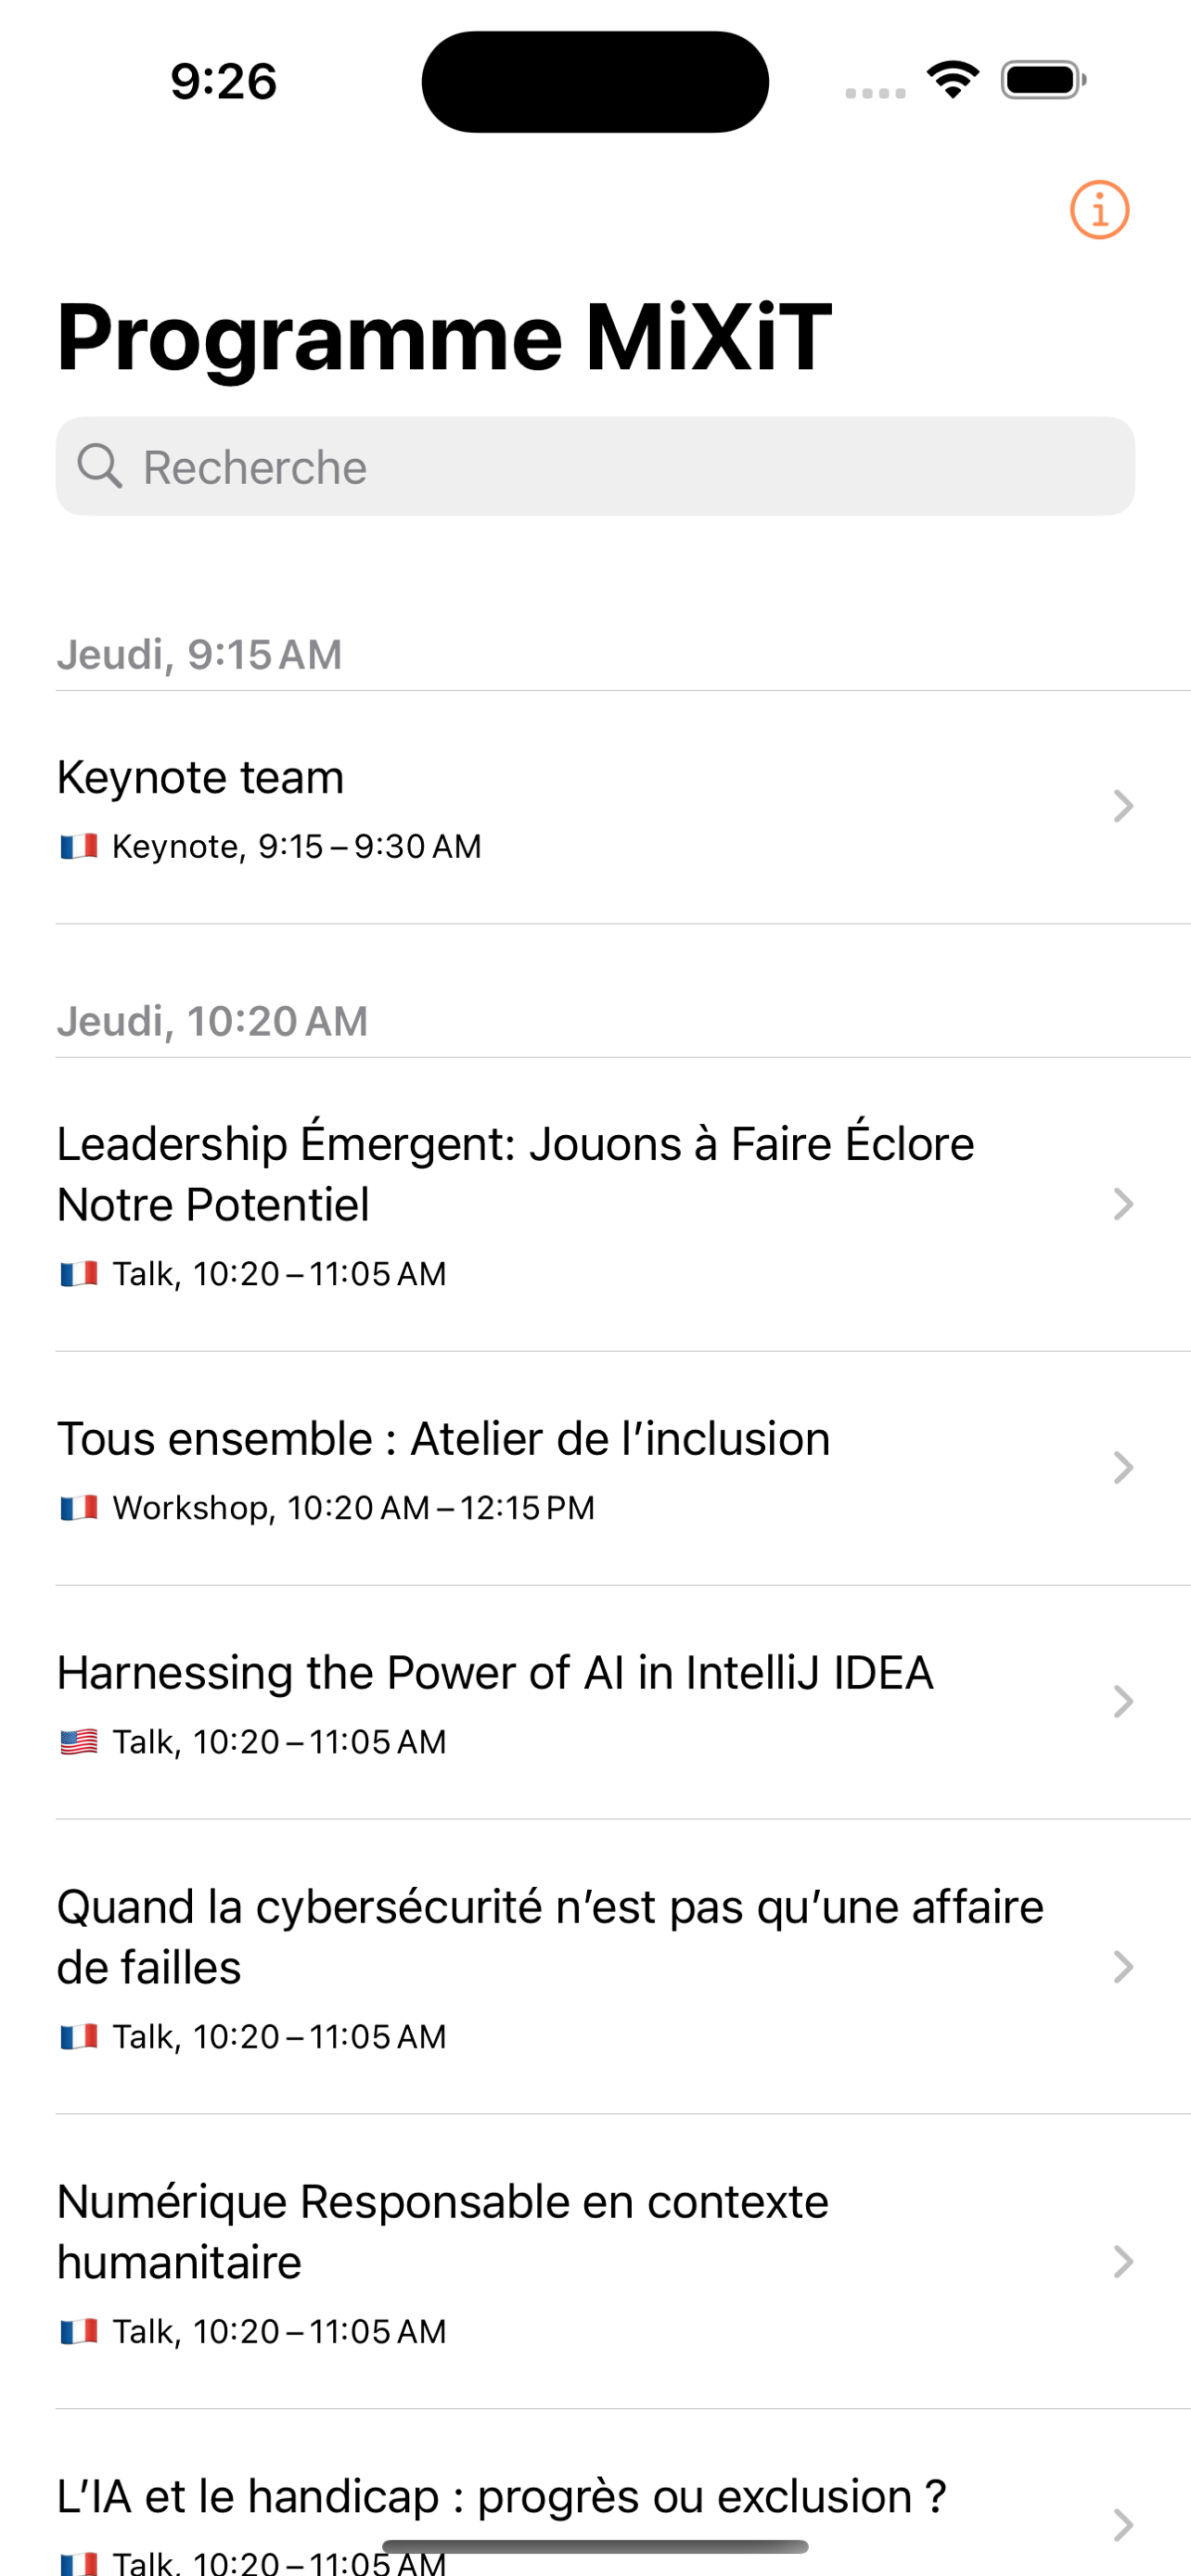 9:26
Programme MiXiT
Recherche
Jeudi, 9:15 AM
Keynote team
🇫🇷 Keynote, 9:15 – 9:30 AM
Jeudi, 10:20 AM
Leadership Émergent: Jouons à Faire Éclore
Notre Potentiel
🇫🇷 Talk, 10:20 – 11:05 AM
Tous ensemble : Atelier de l’inclusion
🇫🇷 Workshop, 10:20 AM – 12:15 PM
Harnessing the Power of AI in IntelliJ IDEA
🇺🇸 Talk, 10:20 – 11:05 AM
Quand la cybersécurité n’est pas qu’une affaire
de failles
🇫🇷 Talk, 10:20 – 11:05 AM
Numérique Responsable en contexte
humanitaire
🇫🇷 Talk, 10:20 – 11:05 AM
L’IA et le handicap : progrès ou exclusion ?
🇫🇷 Talk, 10:20 – 11:05 AM